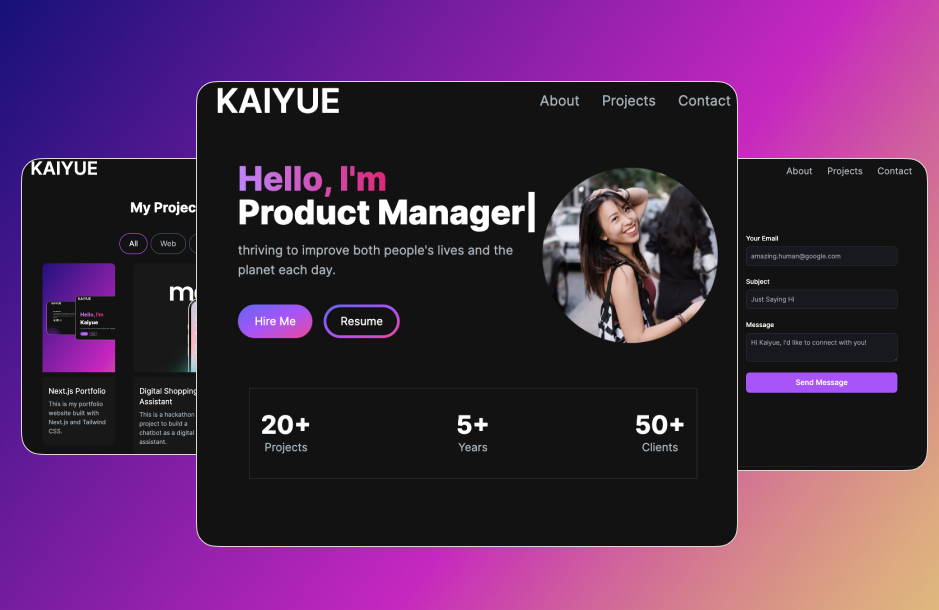 KAIYUE
About Projects Contact
Hello, I'm
Product Manager|
thriving to improve both people's lives and the
planet each day.
Hire Me
Resume
20+
Projects
5+
Years
50+
Clients
KAIYUE
My Projec
All
Web
Hello, I'm
Kaiyue
Next.js Portfolio
This is my portfolio
website built with
Next.js and Tailwind
CSS.
Digital Shopping
Assistant
This is a hackathon
project to build a
chatbot as a digital
assistant.
About Projects Contact
Your Email
amazing.human@google.com
Subject
Just Saying Hi
Message
Hi Kaiyue, I'd like to connect with you!
Send Message